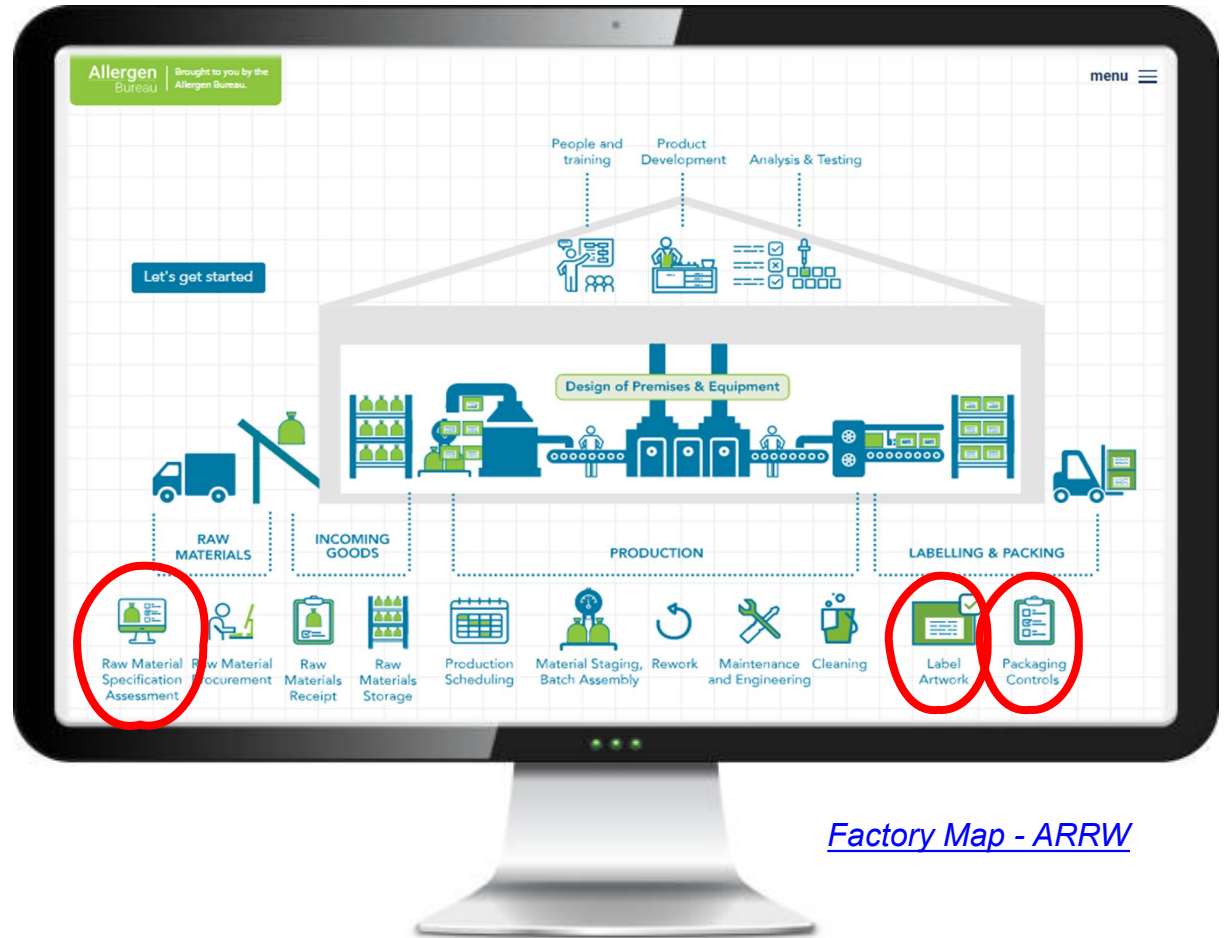 Allergen
Bureau
Brought to you by the
Allergen Bureau.
menu
People and
training
Product
Development
Analysis & Testing
Let's get started
Design of Premises & Equipment
RAW
MATERIALS
INCOMING
GOODS
PRODUCTION
LABELLING & PACKING
Raw Material
Specification
Assessment
Raw Material
Procurement
Raw
Materials
Receipt
Raw
Materials
Storage
Production
Scheduling
Material Staging,
Batch Assembly
Rework
Maintenance
and Engineering
Cleaning
Label
Artwork
Packaging
Controls
Factory Map - ARRW